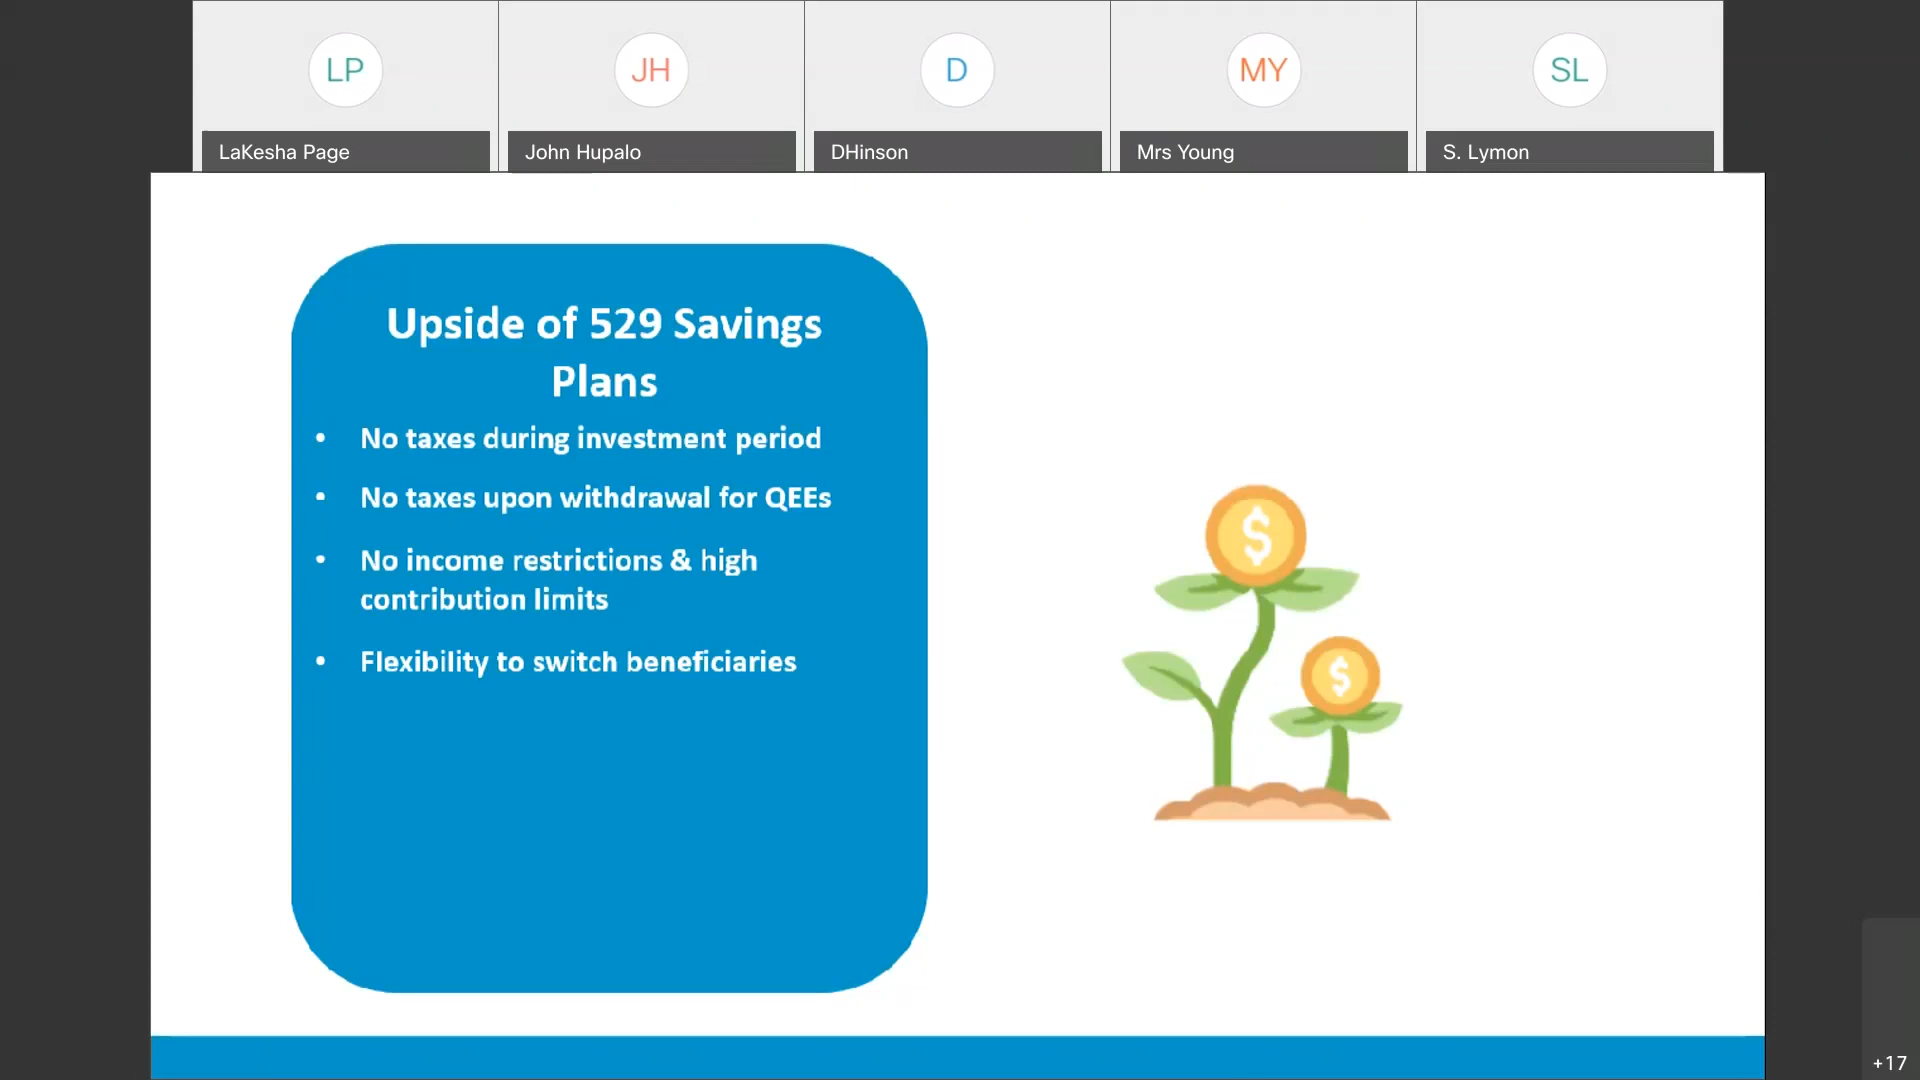 LP
JH
D
MY
SL
LaKesha Page
John Hupalo
DHinson
Mrs Young
S. Lymon
Upside of 529 Savings
Plans
• No taxes during investment period
• No taxes upon withdrawal for QEEs
• No income restrictions & high
contribution limits
• Flexibility to switch beneficiaries
$
$
+17